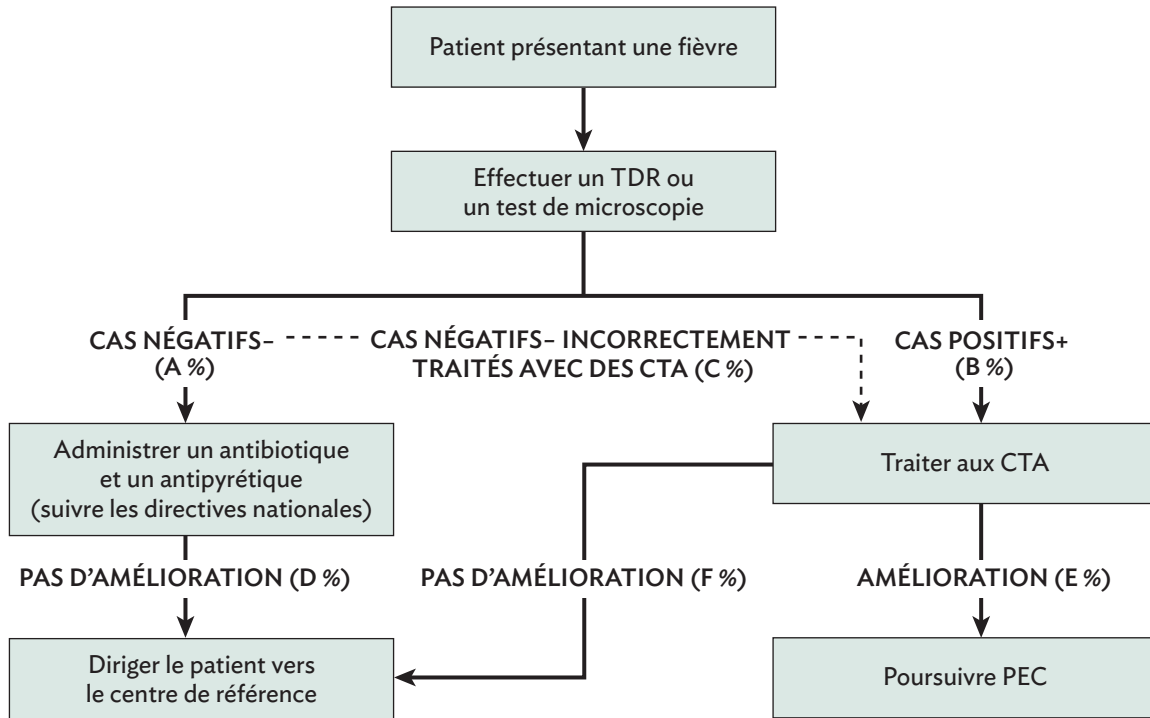 Patient présentant une fièvre
Effectuer un TDR ou
un test de microscopie
CAS NÉGATIFS–
(A %)
CAS NÉGATIFS– INCORRECTEMENT
TRAITÉS AVEC DES CTA (C %)
CAS POSITIFS+
(B %)
Administrer un antibiotique
et un antipyrétique
(suivre les directives nationales)
Traiter aux CTA
PAS D’AMÉLIORATION (D %)
PAS D’AMÉLIORATION (F %)
AMÉLIORATION (E %)
Diriger le patient vers
le centre de référence
Poursuivre PEC